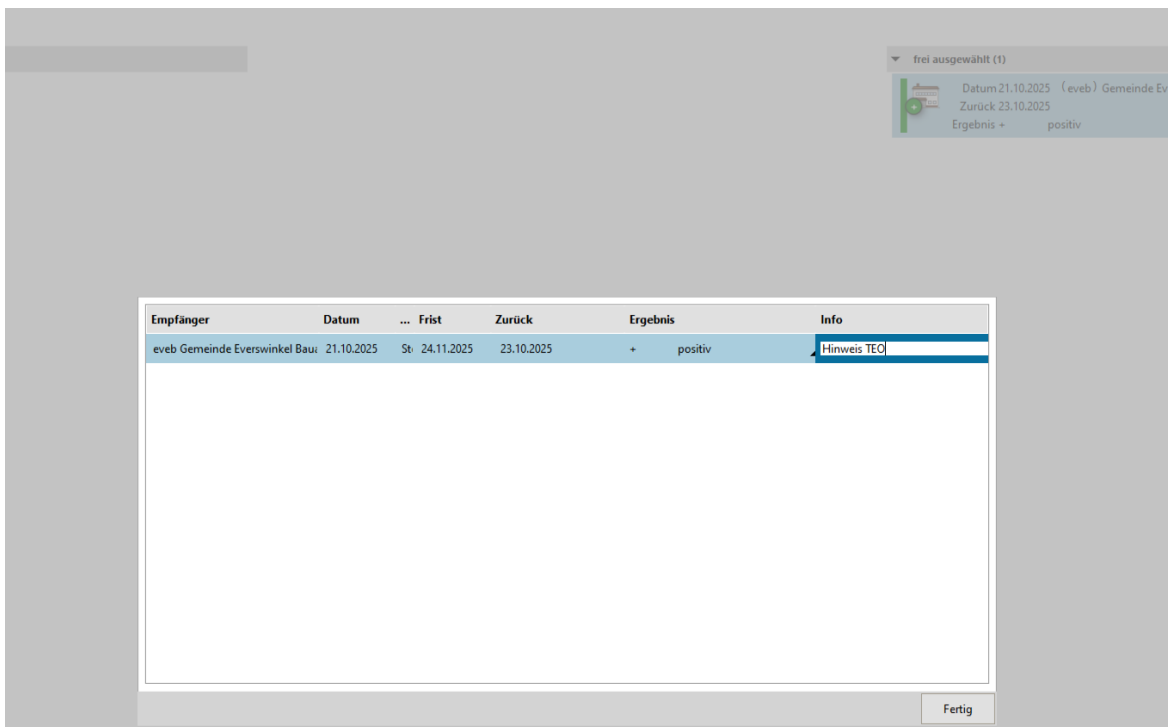 frei ausgewählt (1)
Datum 21.10.2025 (eveb) Gemeinde Ev
Zurück 23.10.2025
Ergebnis + positiv
Empfänger Datum ... Frist Zurück Ergebnis Info
eveb Gemeinde Everswinkel Baua 21.10.2025 St 24.11.2025 23.10.2025 + positiv Hinweis TEO
Fertig